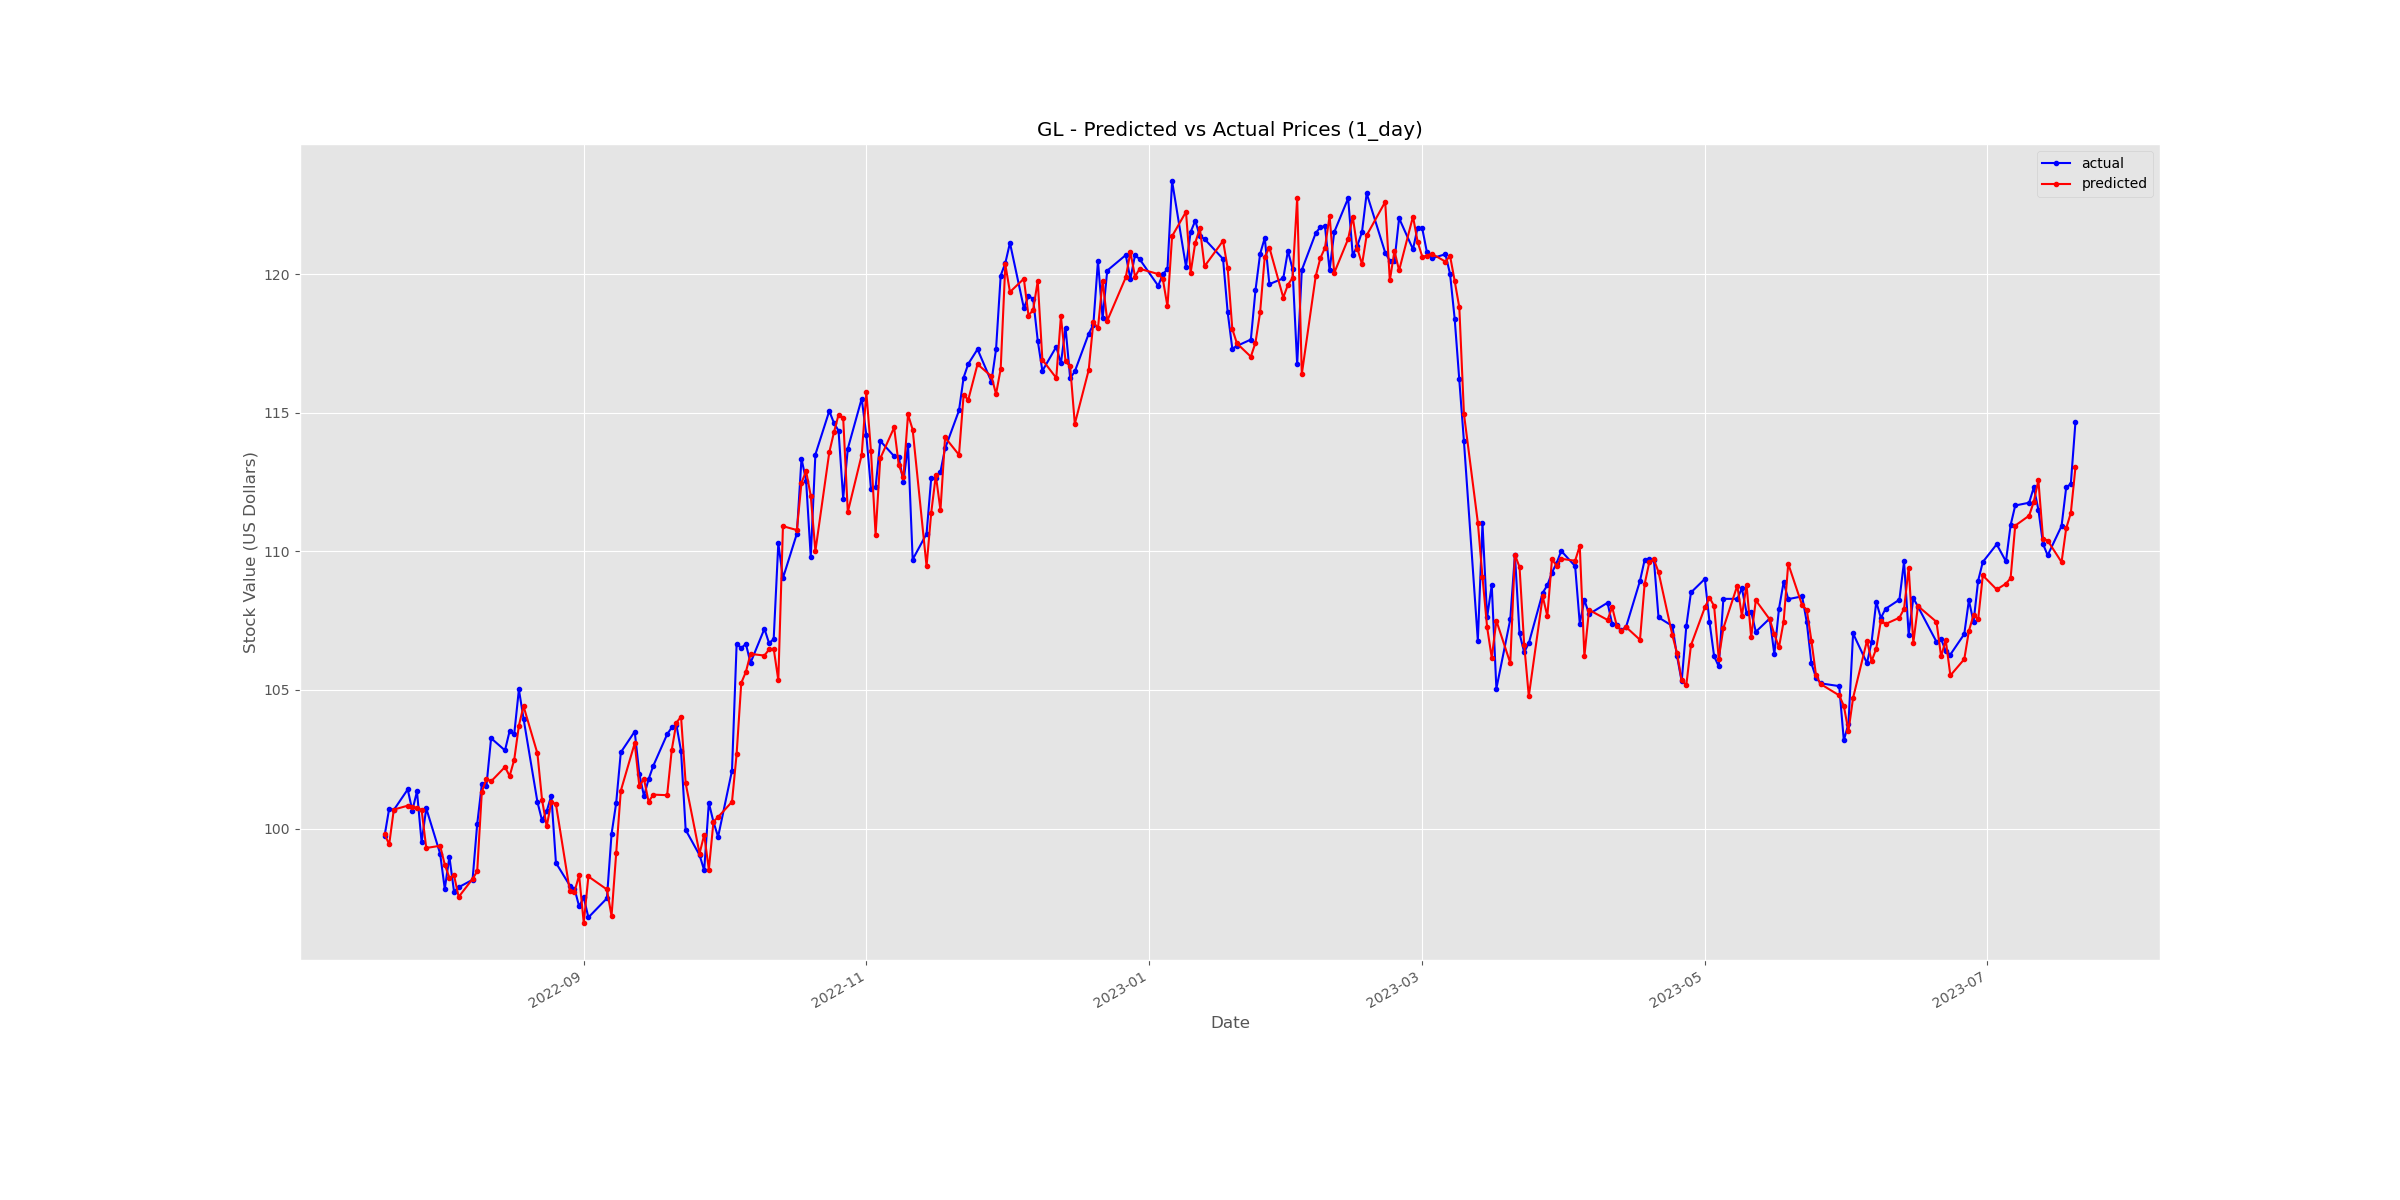 GL - Predicted vs Actual Prices (1_day)
actual
predicted
Stock Value (US Dollars)
120
115
110
105
100
2022-09
2022-11
2023-01
2023-03
2023-05
2023-07
Date